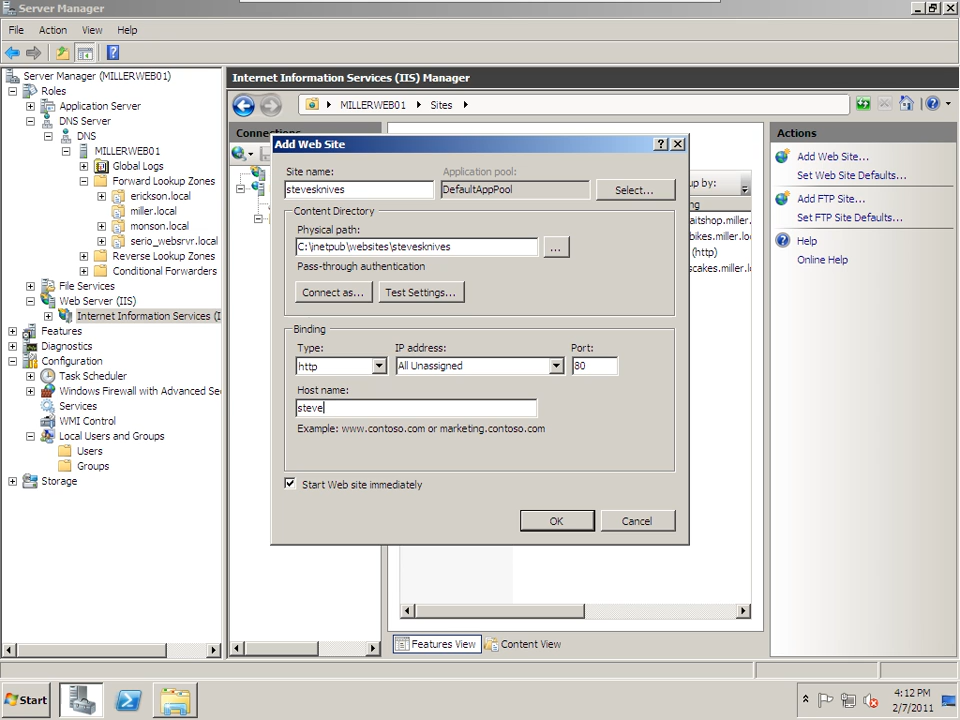 Server Manager
File Action View Help
Server Manager (MILLERWEB01)
Roles
Application Server
DNS Server
DNS
MILLERWEB01
Global Logs
Forward Lookup Zones
erickson.local
miller.local
monson.local
serio_websrvr.local
Reverse Lookup Zones
Conditional Forwarders
File Services
Web Server (IIS)
Internet Information Services (I
Features
Diagnostics
Configuration
Task Scheduler
Windows Firewall with Advanced Se
Services
WMI Control
Local Users and Groups
Users
Groups
Storage
Internet Information Services (IIS) Manager
MILLERWEB01 Sites
Connections
up by:
ng
aitshop.miller.
bikes.miller.lo
(http)
scakes.miller.lo
Add Web Site
Site name: Application pool:
stevesknives DefaultAppPool Select...
Content Directory
Physical path:
C:\inetpub\websites\stevesknives ...
Pass-through authentication
Connect as... Test Settings...
Binding
Type: IP address: Port:
http All Unassigned 80
Host name:
steve
Example: www.contoso.com or marketing.contoso.com
Start Web site immediately
OK Cancel
Features View Content View
Actions
Add Web Site...
Set Web Site Defaults...
Add FTP Site...
Set FTP Site Defaults...
Help
Online Help
Start
4:12 PM
2/7/2011